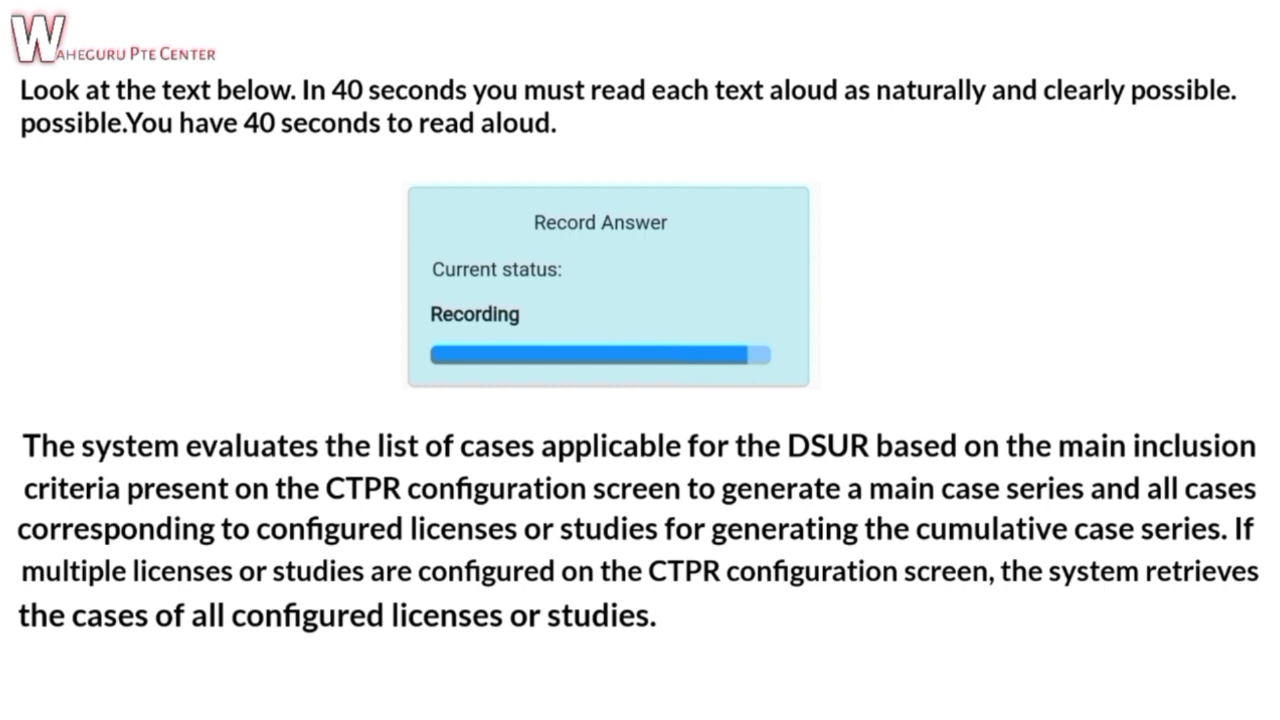 WAHEGURU PTE CENTER
Look at the text below. In 40 seconds you must read each text aloud as naturally and clearly possible.
possible.You have 40 seconds to read aloud.
Record Answer
Current status:
Recording
The system evaluates the list of cases applicable for the DSUR based on the main inclusion
criteria present on the CTPR configuration screen to generate a main case series and all cases
corresponding to configured licenses or studies for generating the cumulative case series. If
multiple licenses or studies are configured on the CTPR configuration screen, the system retrieves
the cases of all configured licenses or studies.